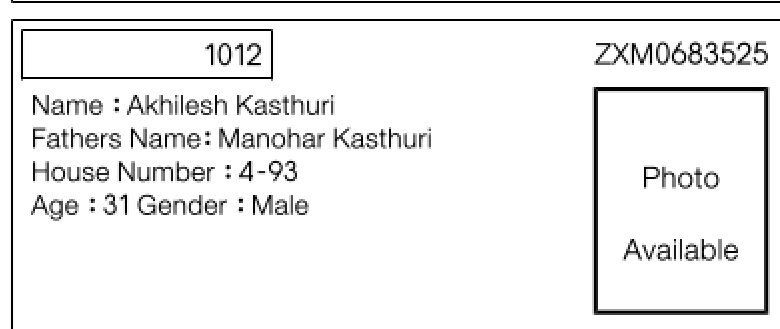 1012
ZXM0683525
Name : Akhilesh Kasthuri
Fathers Name: Manohar Kasthuri
House Number : 4-93
Age : 31 Gender : Male
Photo
Available